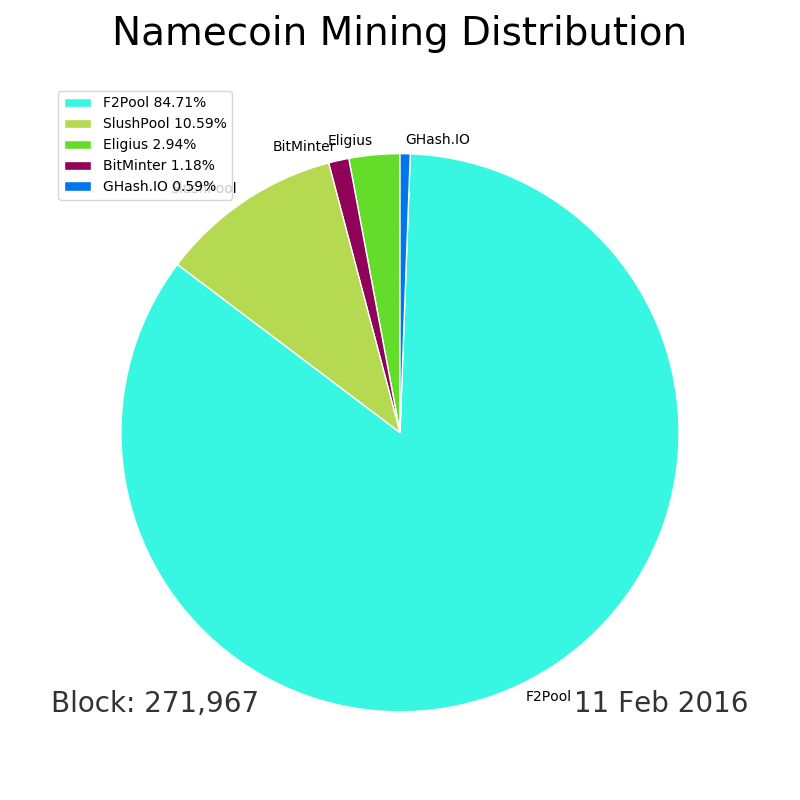 Namecoin Mining Distribution
F2Pool 84.71%
SlushPool 10.59%
Eligius 2.94%
BitMinter 1.18%
GHash.IO 0.59%
BitMinter
Eligius
GHash.IO
SlushPool
F2Pool
Block: 271,967
11 Feb 2016